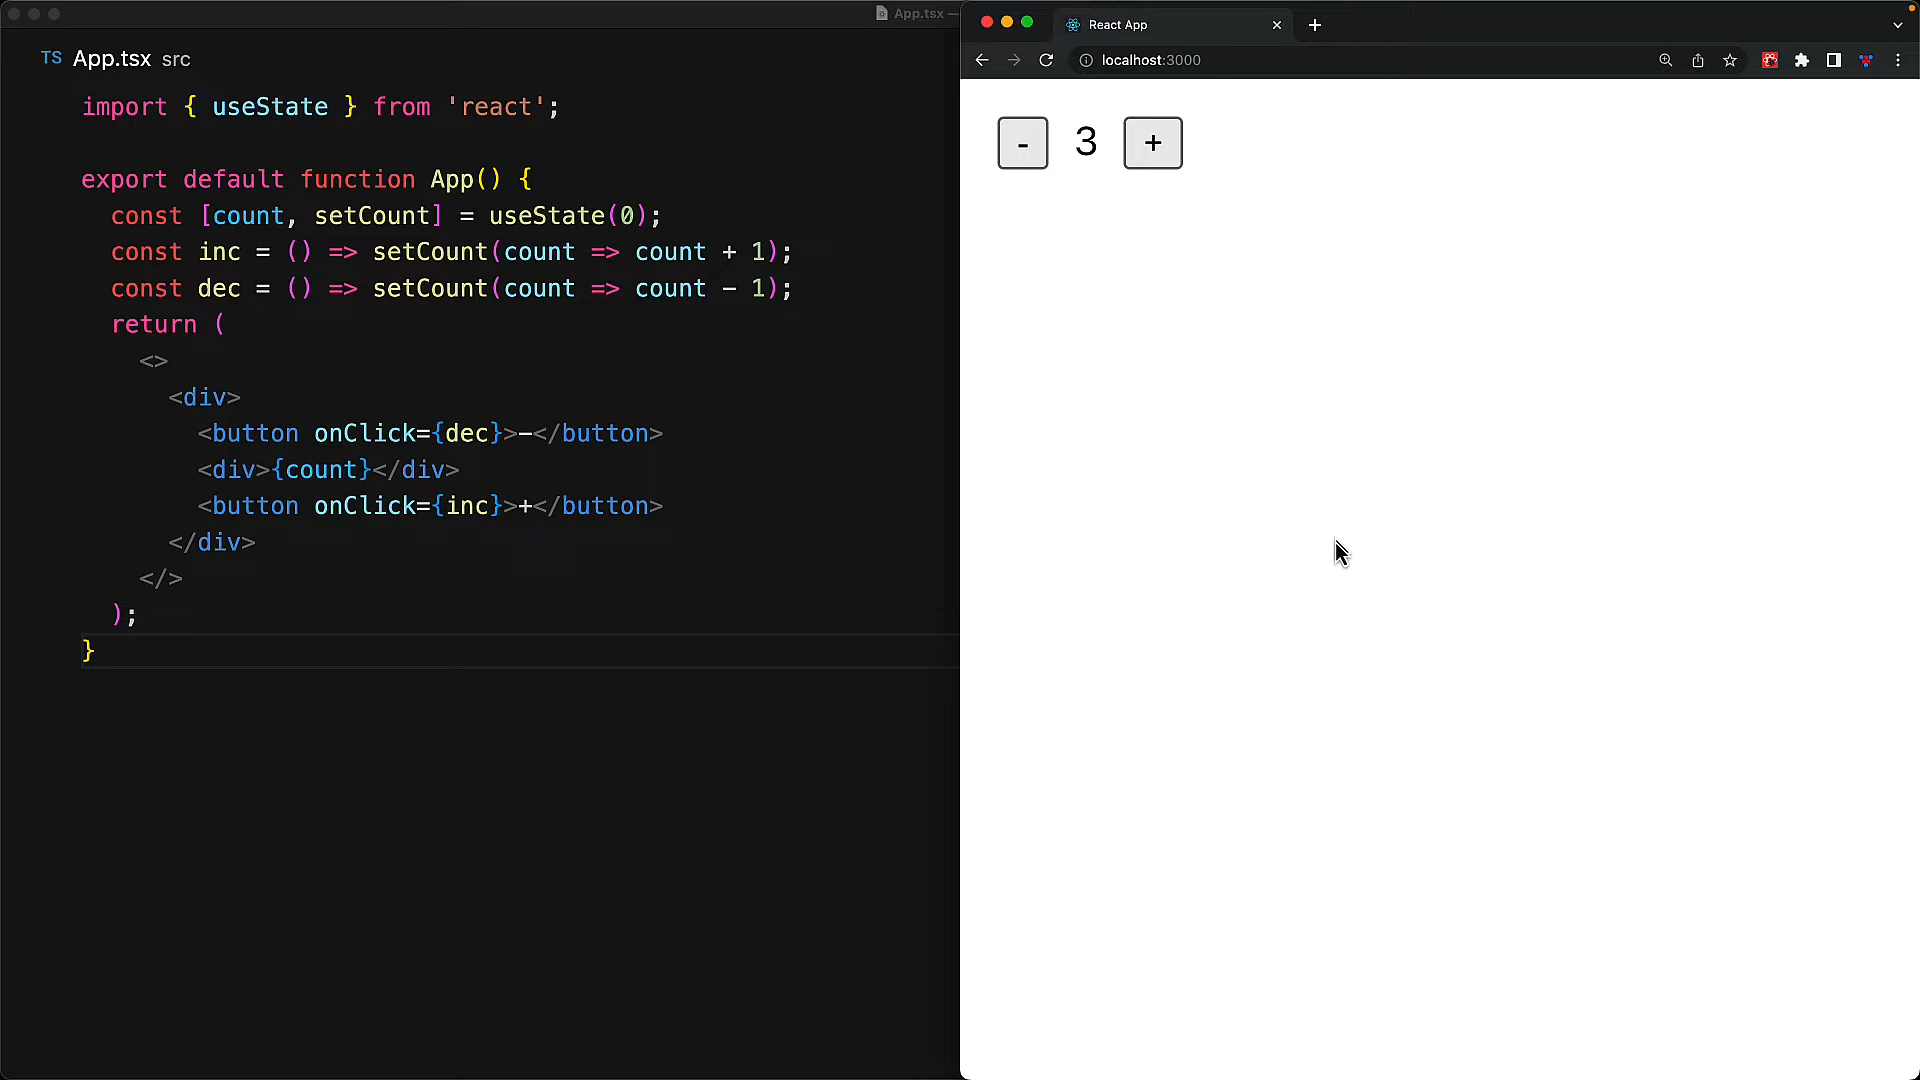 App.tsx —
TS App.tsx src
import { useState } from 'react';
export default function App() {
  const [count, setCount] = useState(0);
  const inc = () => setCount(count => count + 1);
  const dec = () => setCount(count => count - 1);
  return (
    <>
      <div>
        <button onClick={dec}>-</button>
        <div>{count}</div>
        <button onClick={inc}>+</button>
      </div>
    </>
  );
}
React App
localhost:3000
- 3 +